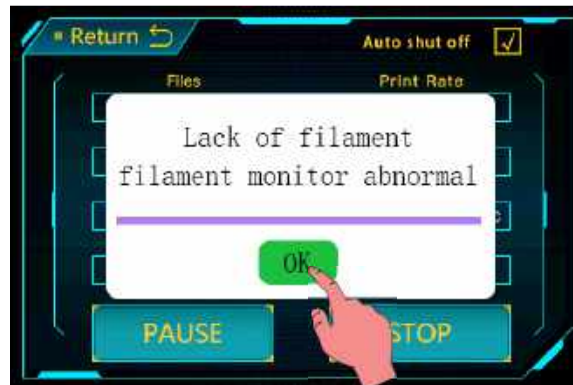 Return
Auto shut off
Files
Print Rate
Lack of filament
filament monitor abnormal
OK
PAUSE
STOP